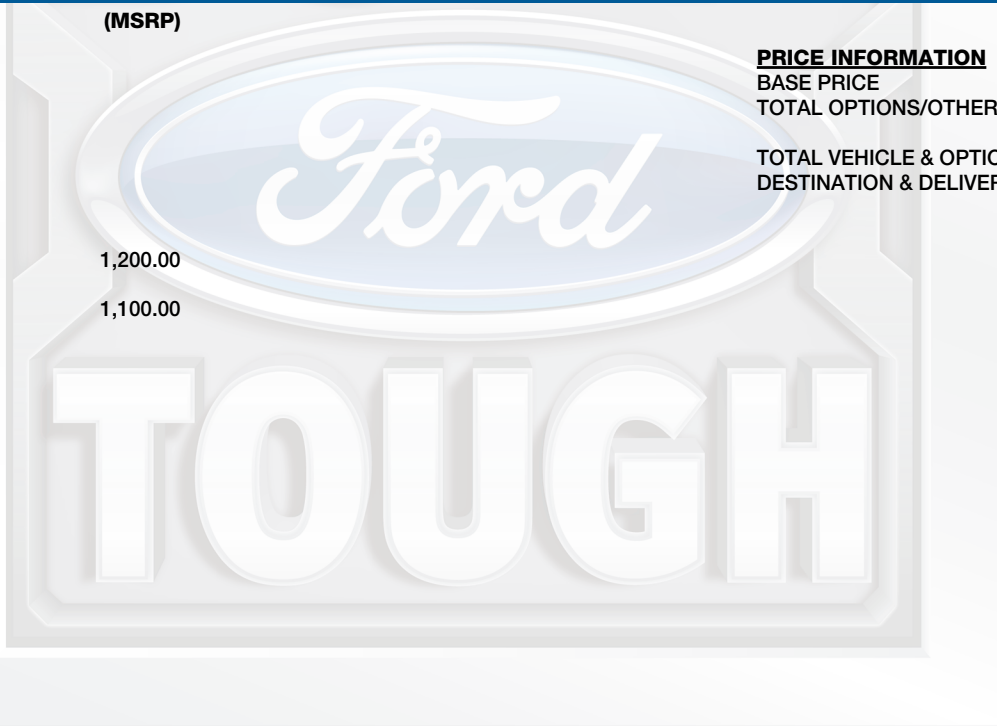 (MSRP)
PRICE INFORMATION
BASE PRICE
TOTAL OPTIONS/OTHER
TOTAL VEHICLE & OPTIO
DESTINATION & DELIVER
1,200.00
1,100.00
Ford
TOUGH